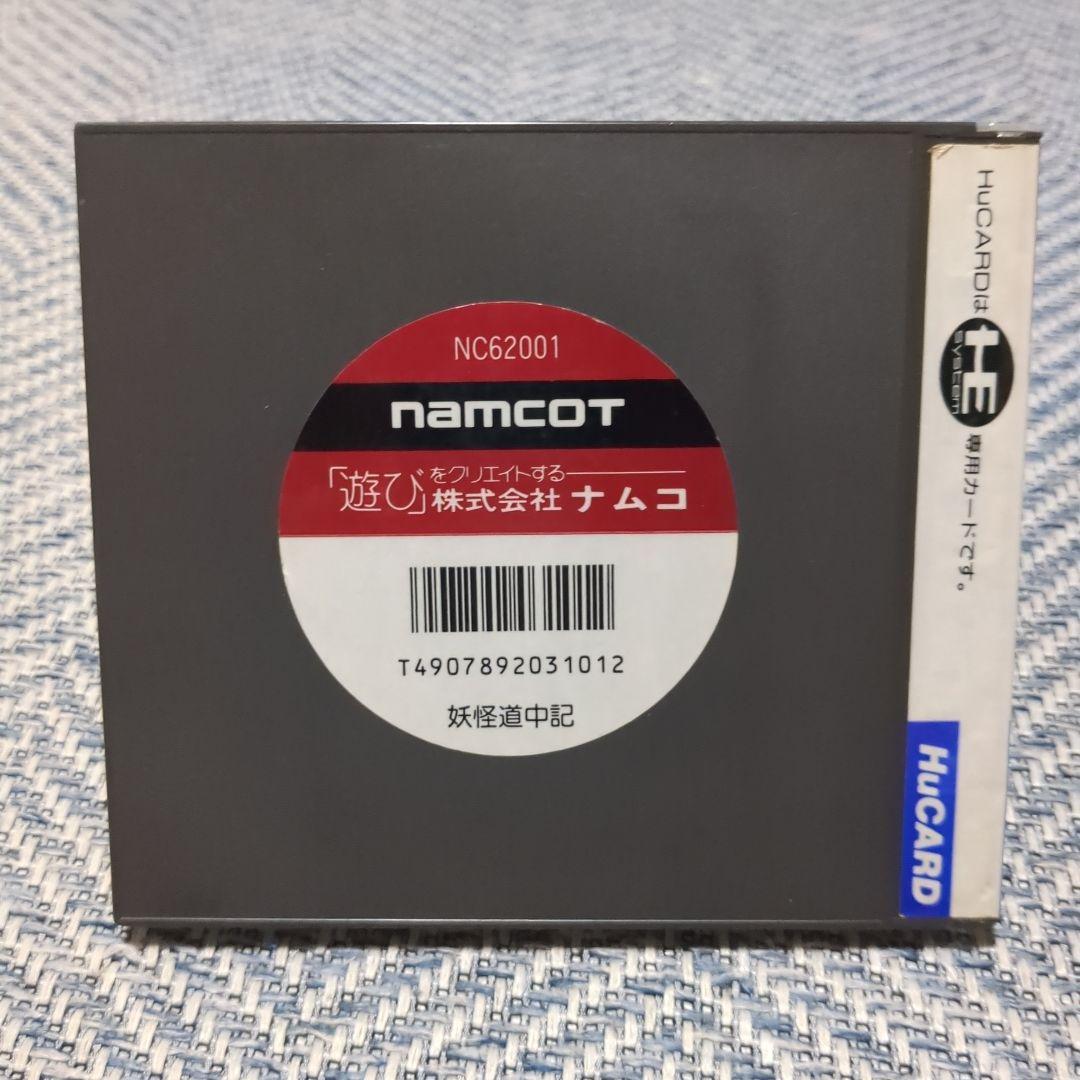 NC62001
namcot
「遊び」をクリエイトする
株式会社ナムコ
T4907892031012
妖怪道中記
HuCARDは HE SYSTEM 専用カードです。
HuCARD